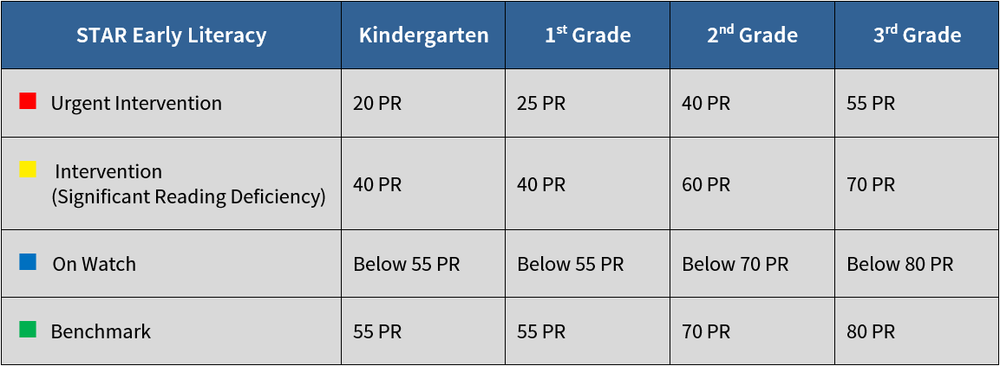 STAR Early Literacy Kindergarten 1st Grade 2nd Grade 3rd Grade
Urgent Intervention 20 PR 25 PR 40 PR 55 PR
Intervention
(Significant Reading Deficiency) 40 PR 40 PR 60 PR 70 PR
On Watch Below 55 PR Below 55 PR Below 70 PR Below 80 PR
Benchmark 55 PR 55 PR 70 PR 80 PR